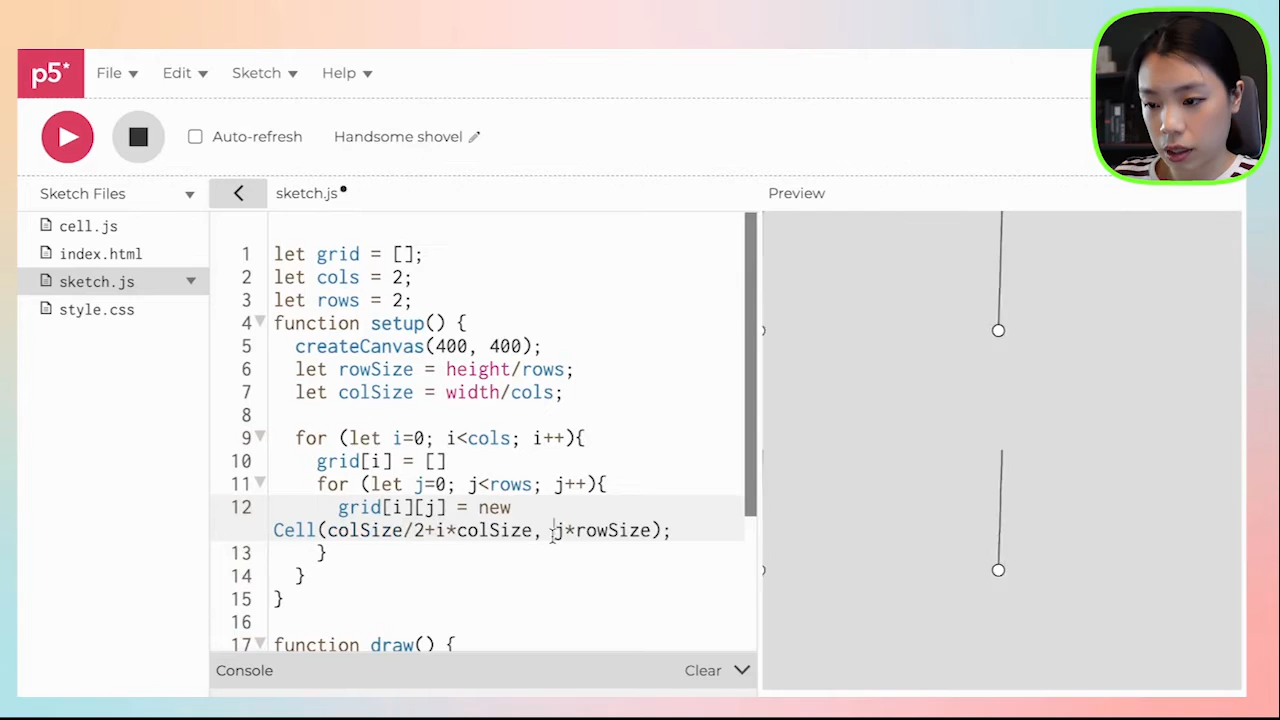 p5*
File
Edit
Sketch
Help
Auto-refresh
Handsome shovel
Sketch Files
sketch.js
Preview
cell.js
index.html
sketch.js
style.css
1 let grid = [];
2 let cols = 2;
3 let rows = 2;
4 function setup() {
5 createCanvas(400, 400);
6 let rowSize = height/rows;
7 let colSize = width/cols;
8
9 for (let i=0; i<cols; i++){
10 grid[i] = []
11 for (let j=0; j<rows; j++){
12 grid[i][j] = new
Cell(colSize/2+i*colSize, j*rowSize);
13 }
14 }
15 }
16
17 function draw() {
Console
Clear